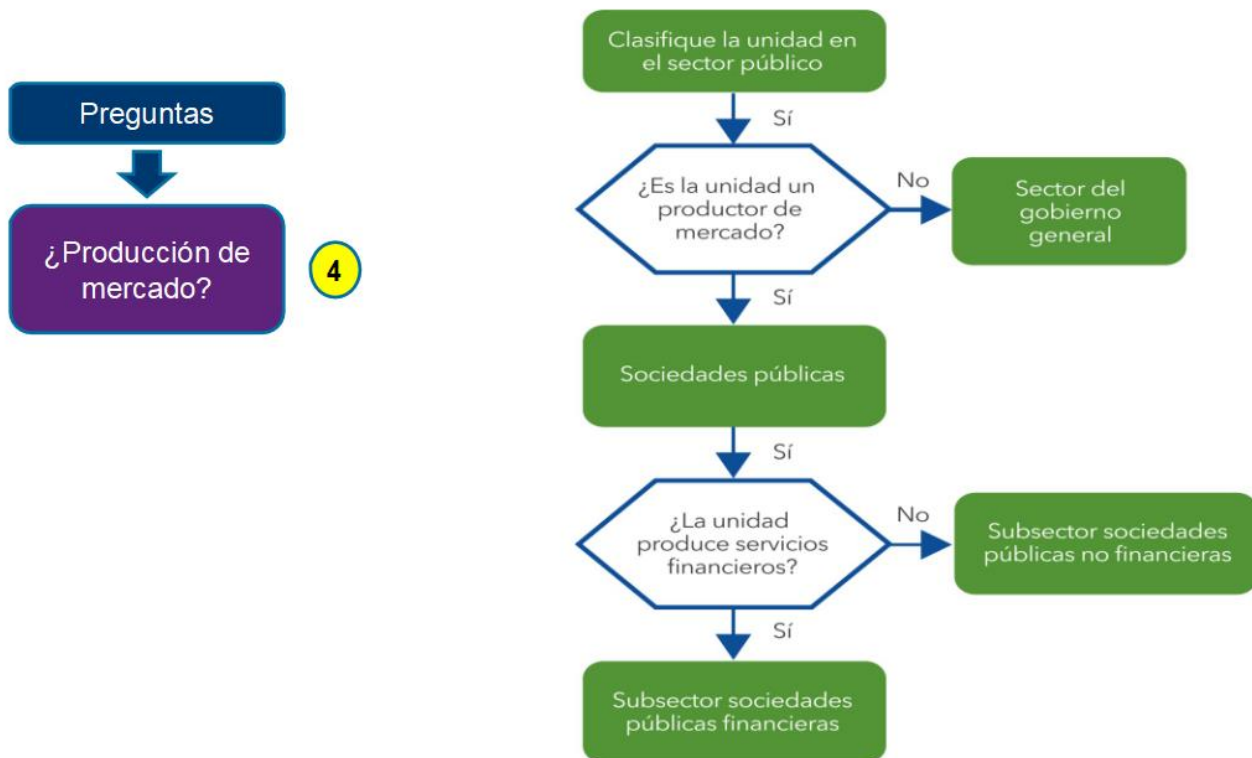 Preguntas
¿Producción de
mercado?
4
Clasifique la unidad en
el sector público
Sí
¿Es la unidad un
productor de
mercado?
No
Sector del
gobierno
general
Sí
Sociedades públicas
Sí
¿La unidad
produce servicios
financieros?
No
Subsector sociedades
públicas no financieras
Sí
Subsector sociedades
públicas financieras